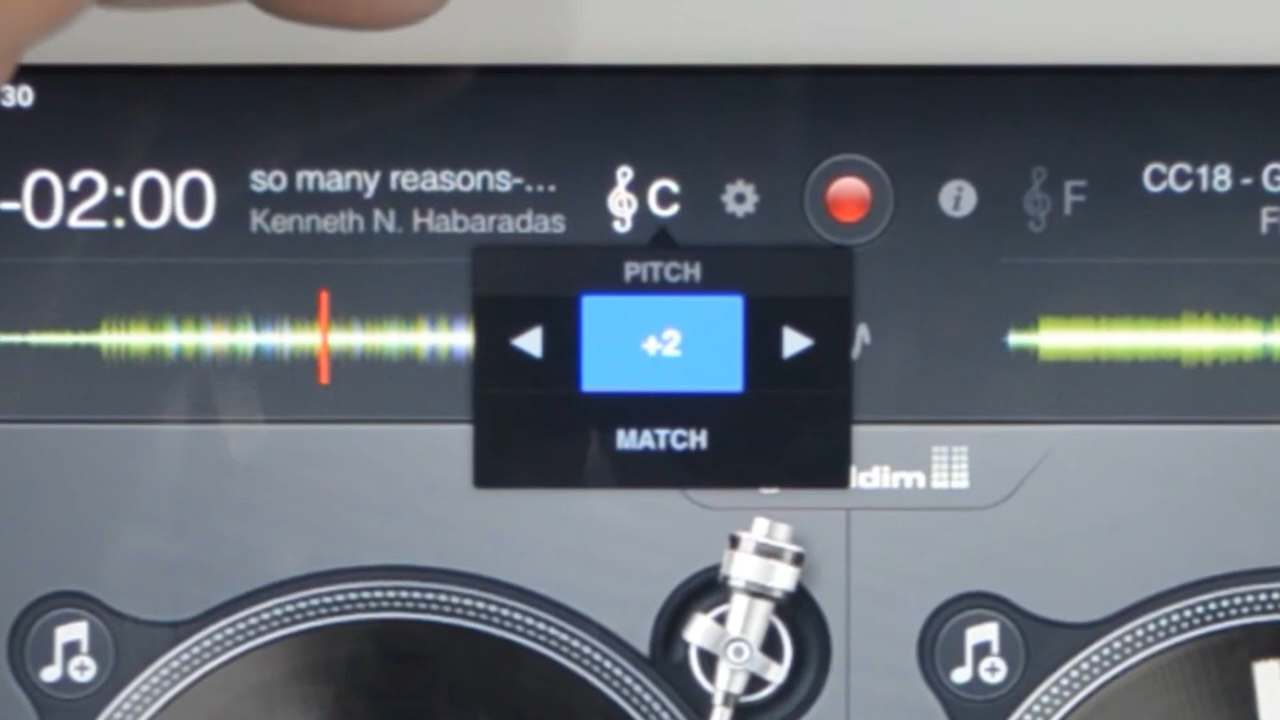 30
-02:00
so many reasons-...
Kenneth N. Habaradas
C
F
CC18 - G
F
PITCH
+2
MATCH